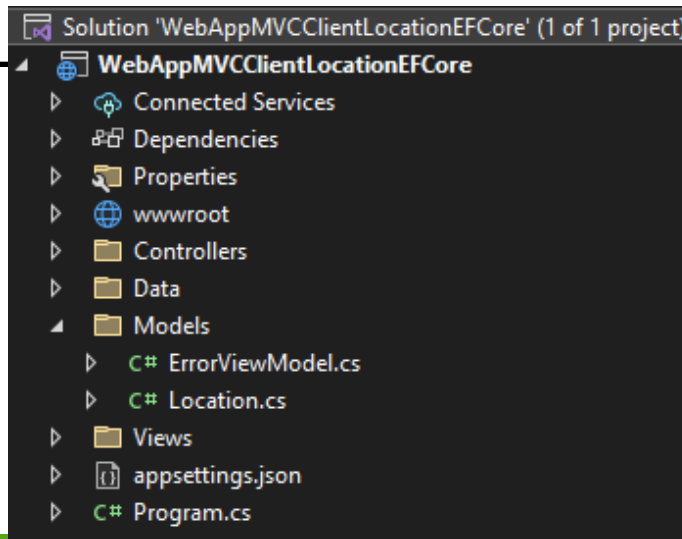 Solution 'WebAppMVCClientLocationEFCore' (1 of 1 project)
WebAppMVCClientLocationEFCore
Connected Services
Dependencies
Properties
wwwroot
Controllers
Data
Models
C# ErrorViewModel.cs
C# Location.cs
Views
appsettings.json
C# Program.cs